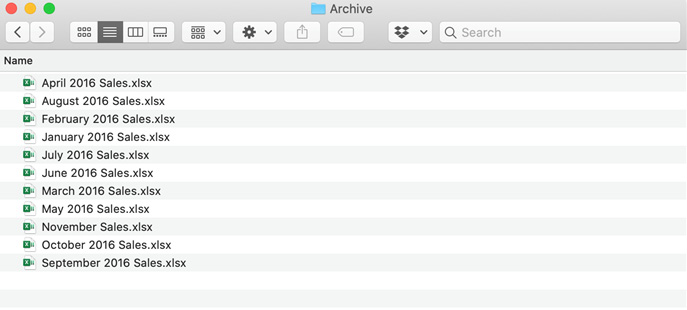 Archive
Search
Name
April 2016 Sales.xlsx
August 2016 Sales.xlsx
February 2016 Sales.xlsx
January 2016 Sales.xlsx
July 2016 Sales.xlsx
June 2016 Sales.xlsx
March 2016 Sales.xlsx
May 2016 Sales.xlsx
November Sales.xlsx
October 2016 Sales.xlsx
September 2016 Sales.xlsx